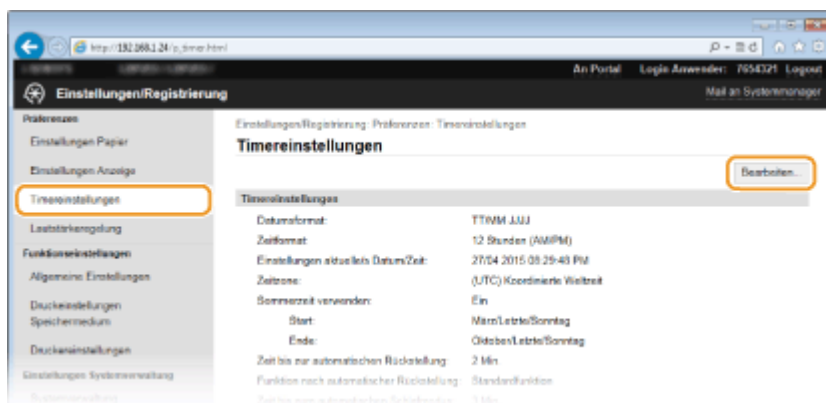 http://192.168.1.24/p_timer.html
An Portal Login Anwender: 7654321 Logout
Einstellungen/Registrierung
Mail an Systemmanager
Präferenzen
Einstellungen/Registrierung: Präferenzen: Timereinstellungen
Einstellungen Papier
Timereinstellungen
Einstellungen Anzeige
Bearbeiten...
Timereinstellungen
Timereinstellungen
Lautstärkeregelung
Datumsformat: TT/MM JJJJ
Funktionseinstellungen
Zeitformat: 12 Stunden (AM/PM)
Allgemeine Einstellungen
Einstellungen aktuelle/s Datum/Zeit: 27/04 2015 08:29:48 PM
Zeitzone: (UTC) Koordinierte Weltzeit
Druckeinstellungen
Speichermedium
Sommerzeit verwenden: Ein
Start: März/Letzte/Sonntag
Druckereinstellungen
Ende: Oktober/Letzte/Sonntag
Zeit bis zur automatischen Rückstellung: 2 Min.
Einstellungen Systemverwaltung
Funktion nach automatischer Rückstellung: Standardfunktion
Systemverwaltung